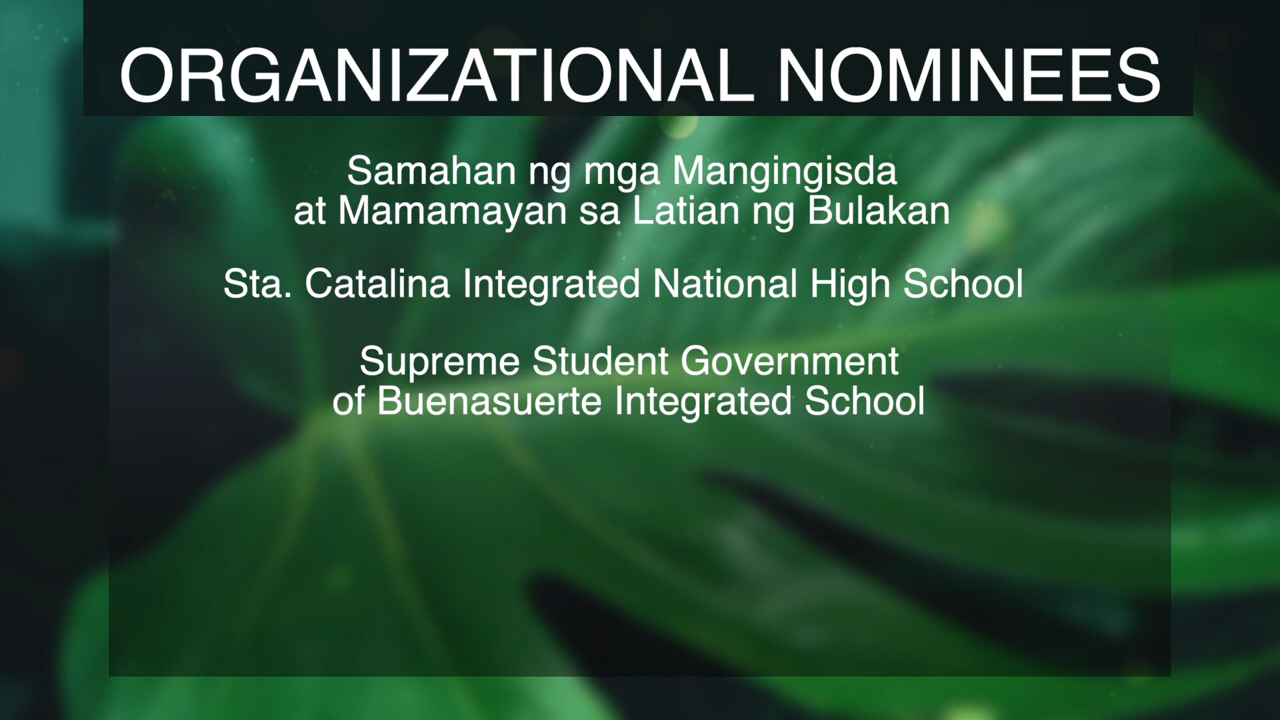 ORGANIZATIONAL NOMINEES
Samahan ng mga Mangingisda
at Mamamayan sa Latian ng Bulakan
Sta. Catalina Integrated National High School
Supreme Student Government
of Buenasuerte Integrated School